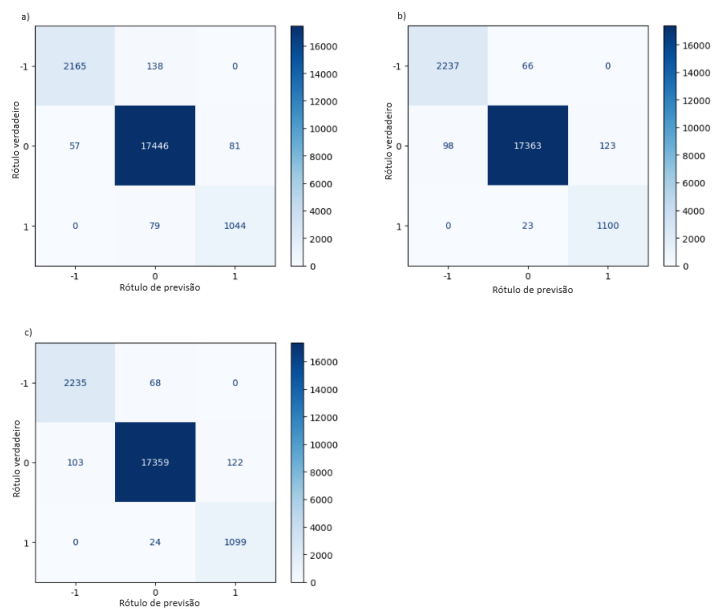 a)
Rótulo verdadeiro
-1
0
1
2165 138 0
57 17446 81
0 79 1044
-1 0 1
Rótulo de previsão
16000
14000
12000
10000
8000
6000
4000
2000
0
b)
Rótulo verdadeiro
-1
0
1
2237 66 0
98 17363 123
0 23 1100
-1 0 1
Rótulo de previsão
16000
14000
12000
10000
8000
6000
4000
2000
0
c)
Rótulo verdadeiro
-1
0
1
2235 68 0
103 17359 122
0 24 1099
-1 0 1
Rótulo de previsão
16000
14000
12000
10000
8000
6000
4000
2000
0